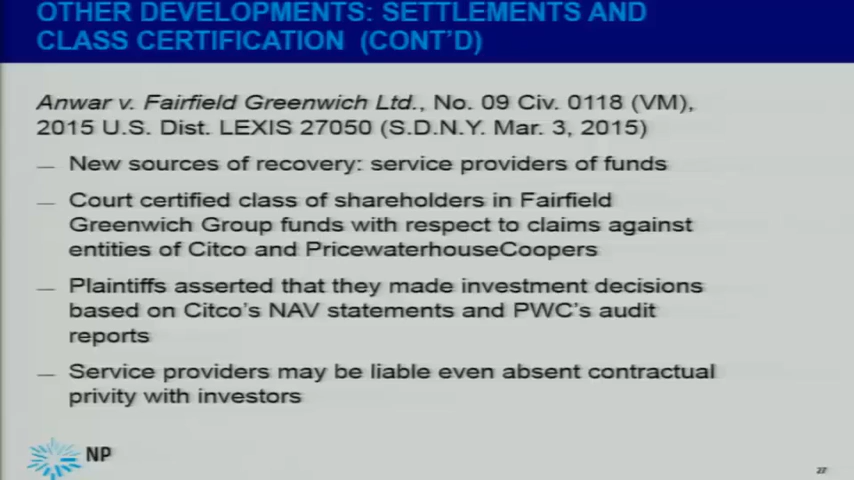 OTHER DEVELOPMENTS: SETTLEMENTS AND
CLASS CERTIFICATION (CONT'D)
Anwar v. Fairfield Greenwich Ltd., No. 09 Civ. 0118 (VM),
2015 U.S. Dist. LEXIS 27050 (S.D.N.Y. Mar. 3, 2015)
— New sources of recovery: service providers of funds
— Court certified class of shareholders in Fairfield
Greenwich Group funds with respect to claims against
entities of Citco and PricewaterhouseCoopers
— Plaintiffs asserted that they made investment decisions
based on Citco's NAV statements and PWC's audit
reports
— Service providers may be liable even absent contractual
privity with investors
NP
27